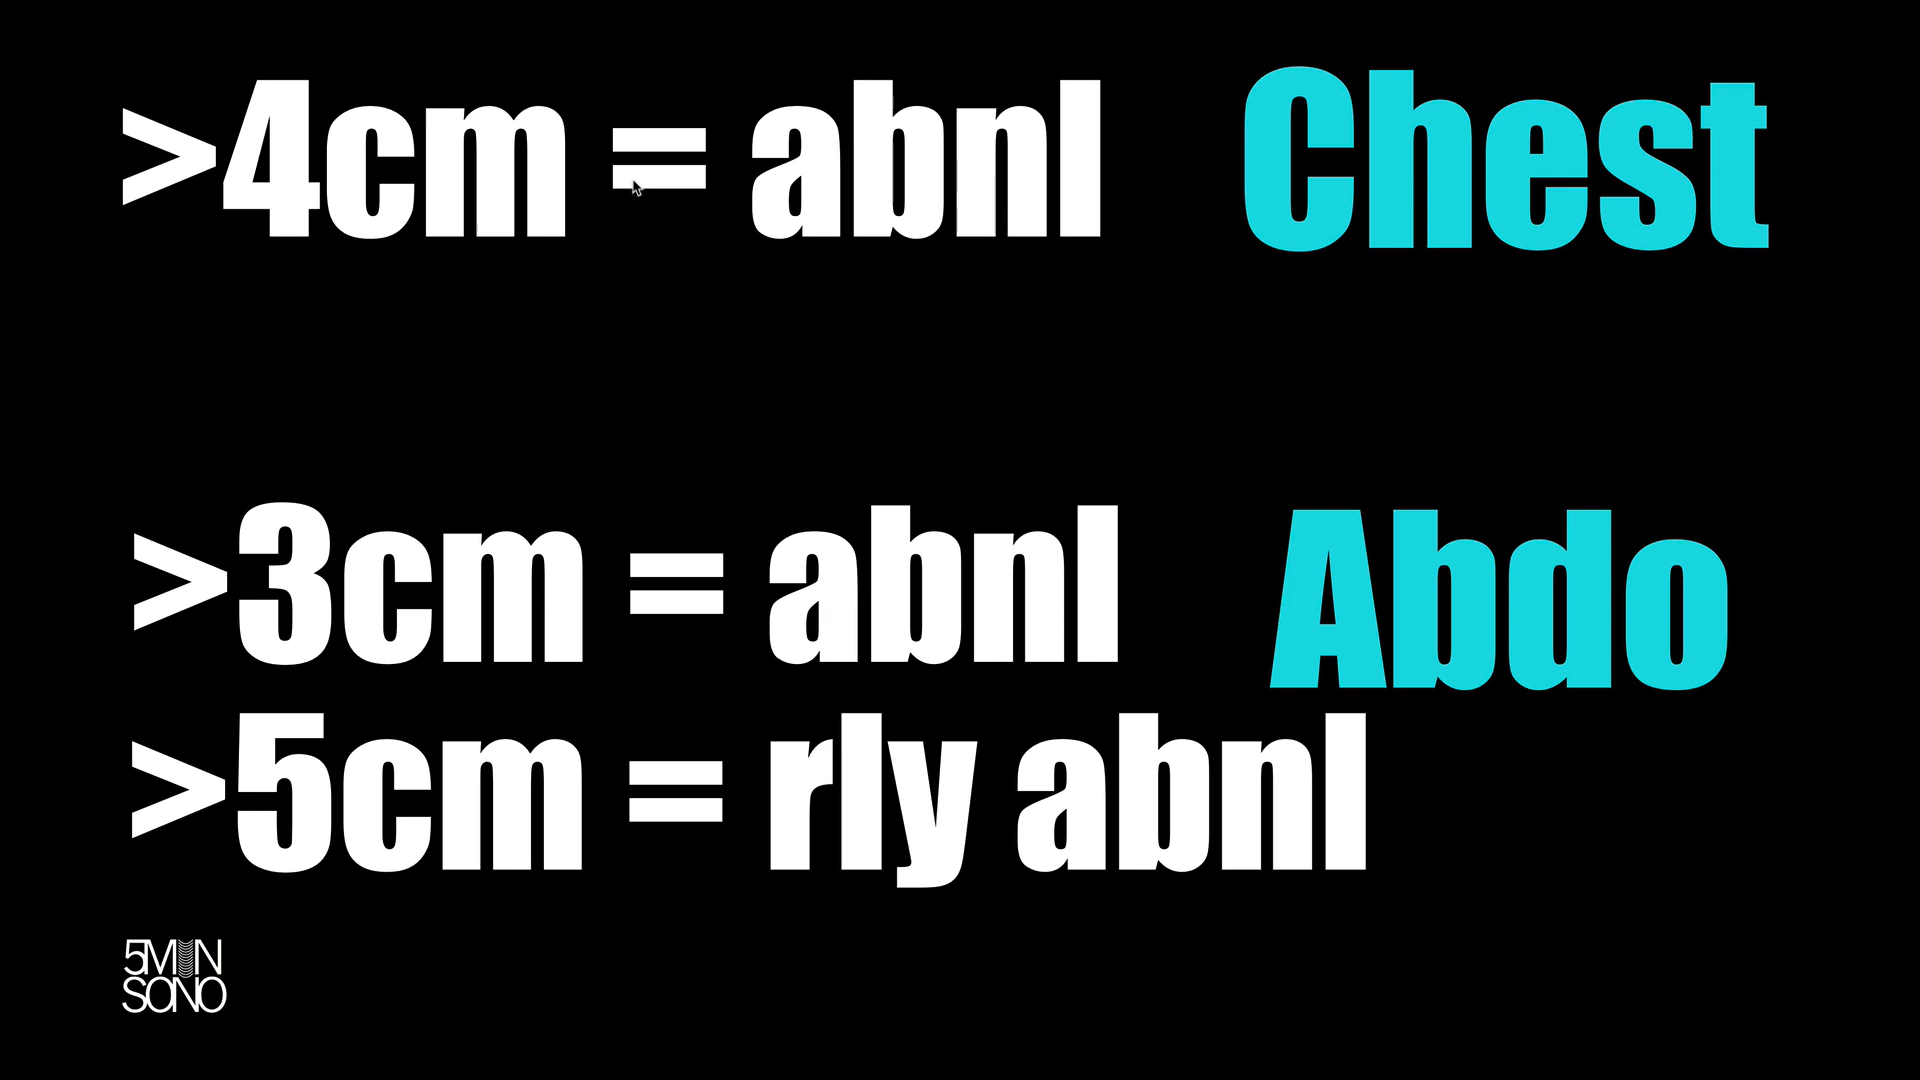 >4cm = abnl Chest
>3cm = abnl Abdo
>5cm = rly abnl
5MIN
SONO